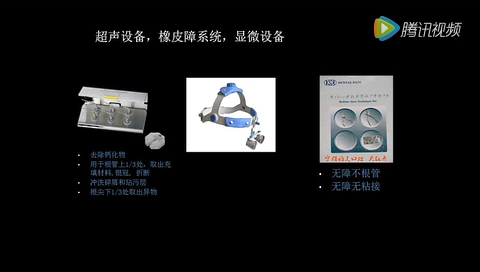 超声设备，橡皮障系统，显微设备
腾讯视频
去除钙化物
用于根管上1/3处，取出充
填材料,银冠，折断
冲洗碎屑和玷污层
根尖下1/3处取出异物
DENTAL DAM
无障不根管
无障无粘接